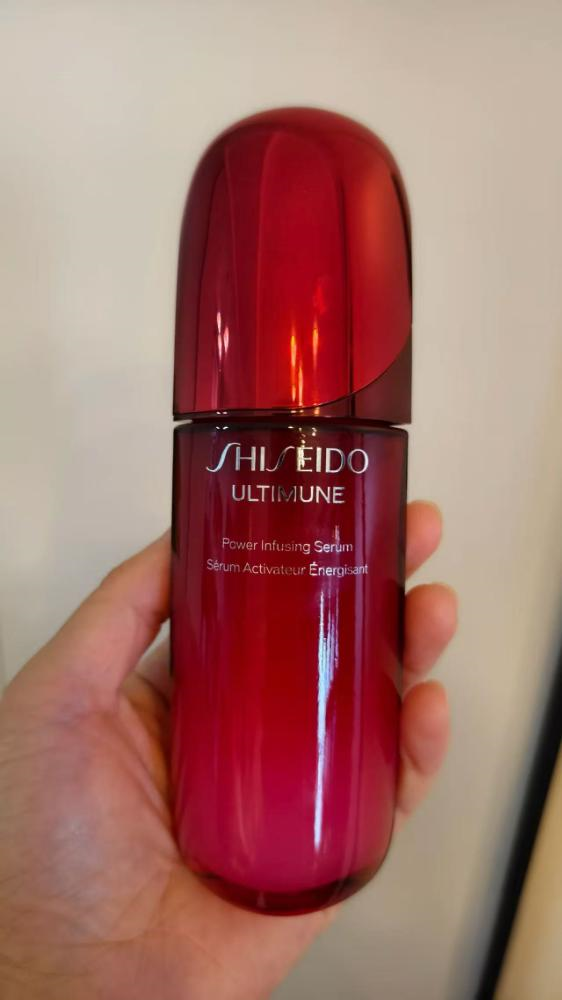 SHISEIDO
ULTIMUNE
Power Infusing Serum
Sérum Activateur Énergisant